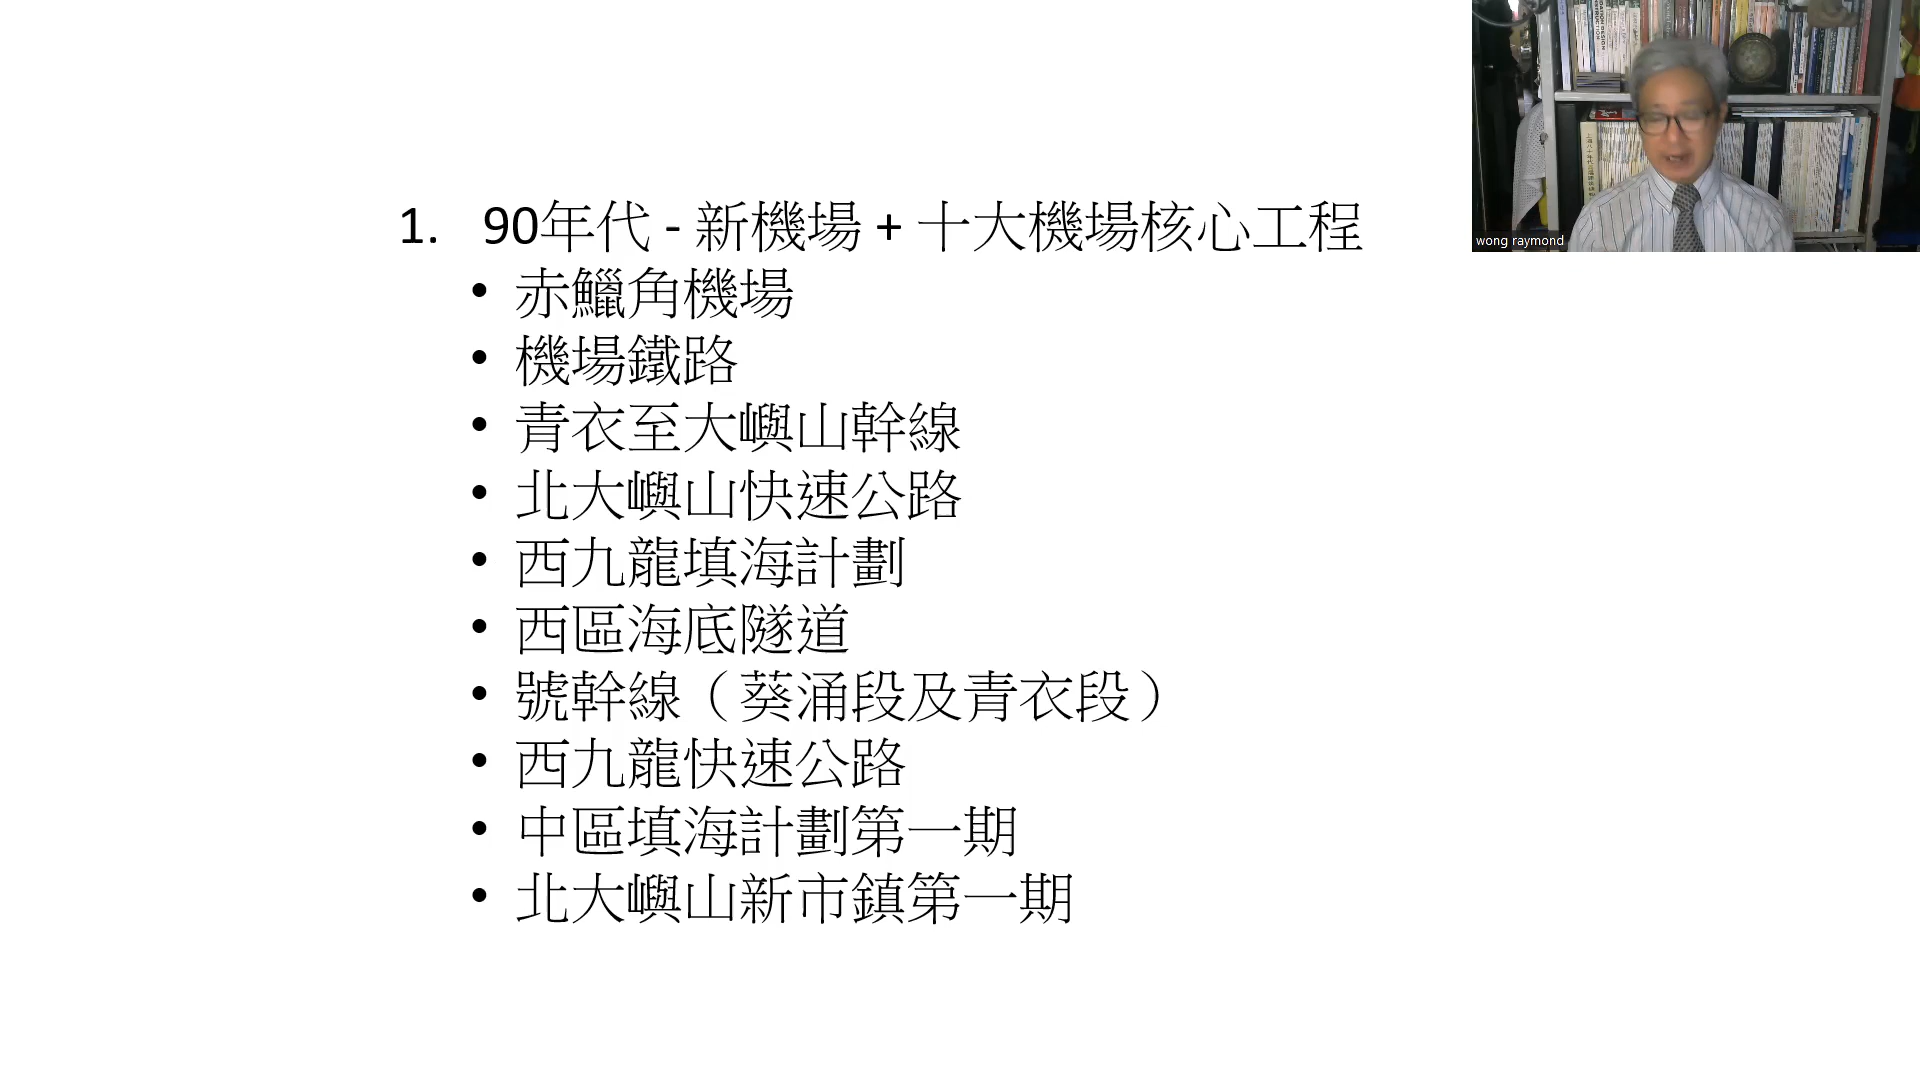 1. 90年代 - 新機場 + 十大機場核心工程
• 赤鱲角機場
• 機場鐵路
• 青衣至大嶼山幹線
• 北大嶼山快速公路
• 西九龍填海計劃
• 西區海底隧道
• 號幹線（葵涌段及青衣段）
• 西九龍快速公路
• 中區填海計劃第一期
• 北大嶼山新市鎮第一期
wong raymond